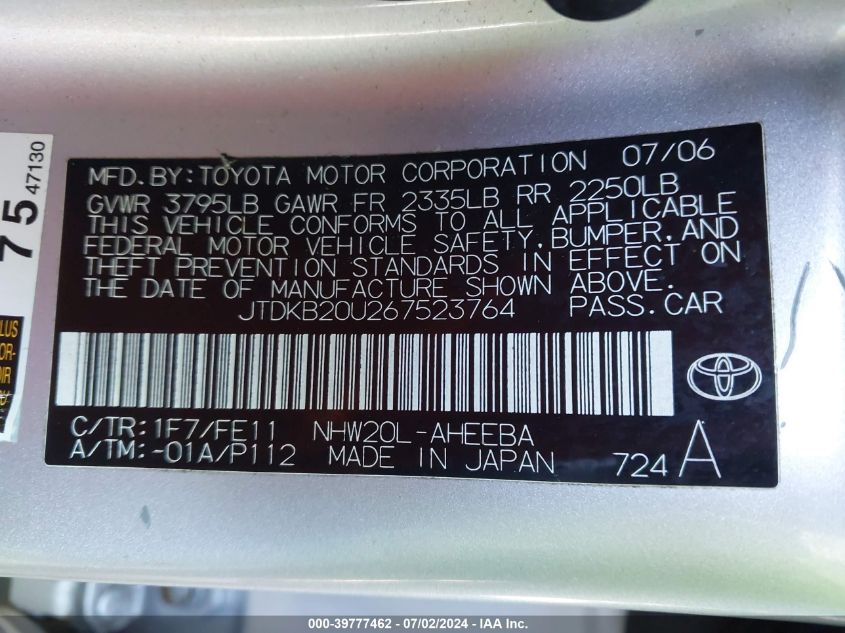 MFD.BY:TOYOTA MOTOR CORPORATION 07/06
GVWR 3795LB GAWR FR 2335LB RR 2250LB
THIS VEHICLE CONFORMS TO ALL APPLICABLE
FEDERAL MOTOR VEHICLE SAFETY,BUMPER,AND
THEFT PREVENTION STANDARDS IN EFFECT ON
THE DATE OF MANUFACTURE SHOWN ABOVE.
JTDKB20U267523764 PASS.CAR
C/TR: 1F7/FE11 NHW20L-AHEEBA
A/TM: -01A/P112 MADE IN JAPAN 724 A
75
47130
000-39777462 - 07/02/2024 - IAA Inc.